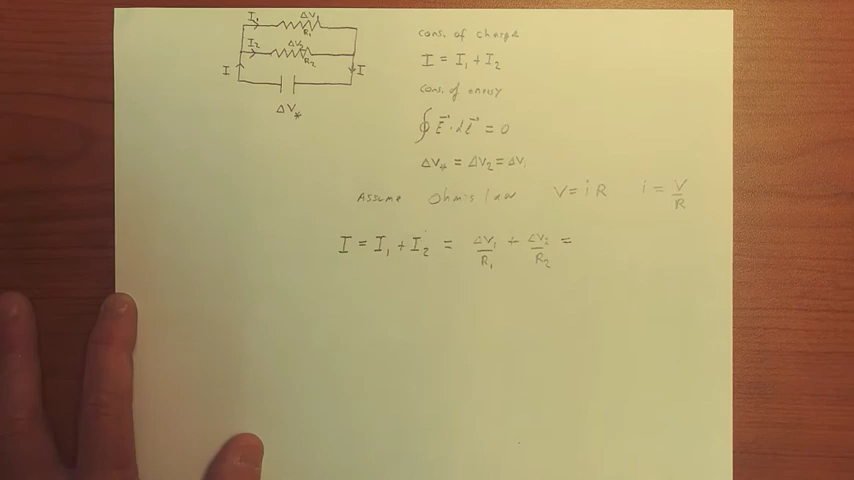 I₁ ΔV₁
R₁
I₂ ΔV₂
R₂
I I
ΔV*
cons. of charge
I = I₁ + I₂
cons. of energy
∮ E⃗ · dl⃗ = 0
ΔV* = ΔV₂ = ΔV₁
Assume Ohm's law V = iR i = V/R
I = I₁ + I₂ = ΔV₁/R₁ + ΔV₂/R₂ =